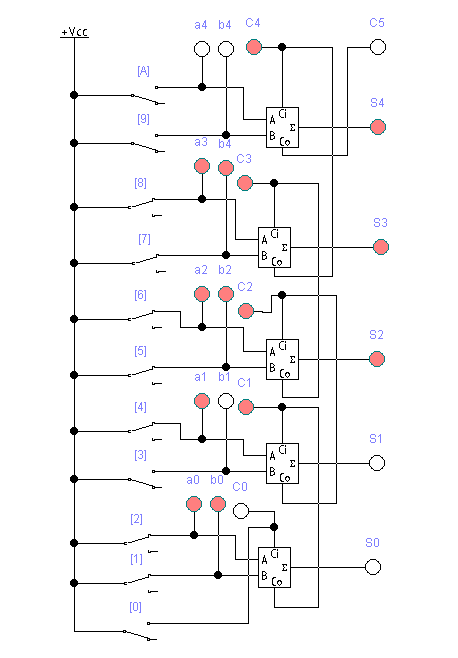 a4 b4 C4 C5
+Vcc
[A]
A Ci Σ
B Co
S4
[9]
a3 b4 C3
[8]
A Ci Σ
B Co
S3
[7]
a2 b2 C2
[6]
A Ci Σ
B Co
S2
[5]
a1 b1 C1
[4]
A Ci Σ
B Co
S1
[3]
a0 b0 C0
[2]
A Ci Σ
B Co
S0
[1]
[0]